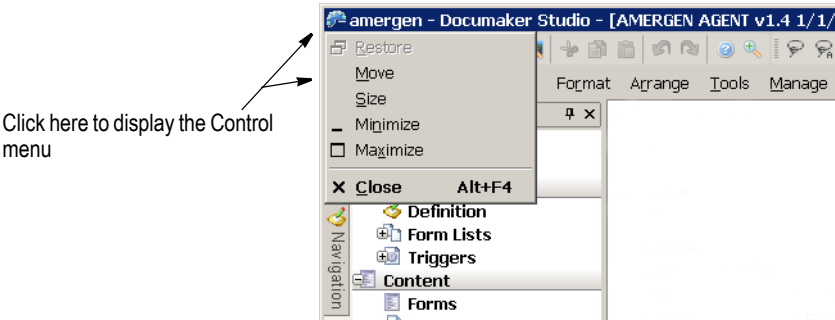 amergen - Documaker Studio - [AMERGEN AGENT v1.4 1/1/
Restore
Move
Format Arrange Tools Manage
Size
Click here to display the Control
menu
Minimize
Maximize
Close Alt+F4
Definition
Form Lists
Triggers
Content
Forms
Navigation